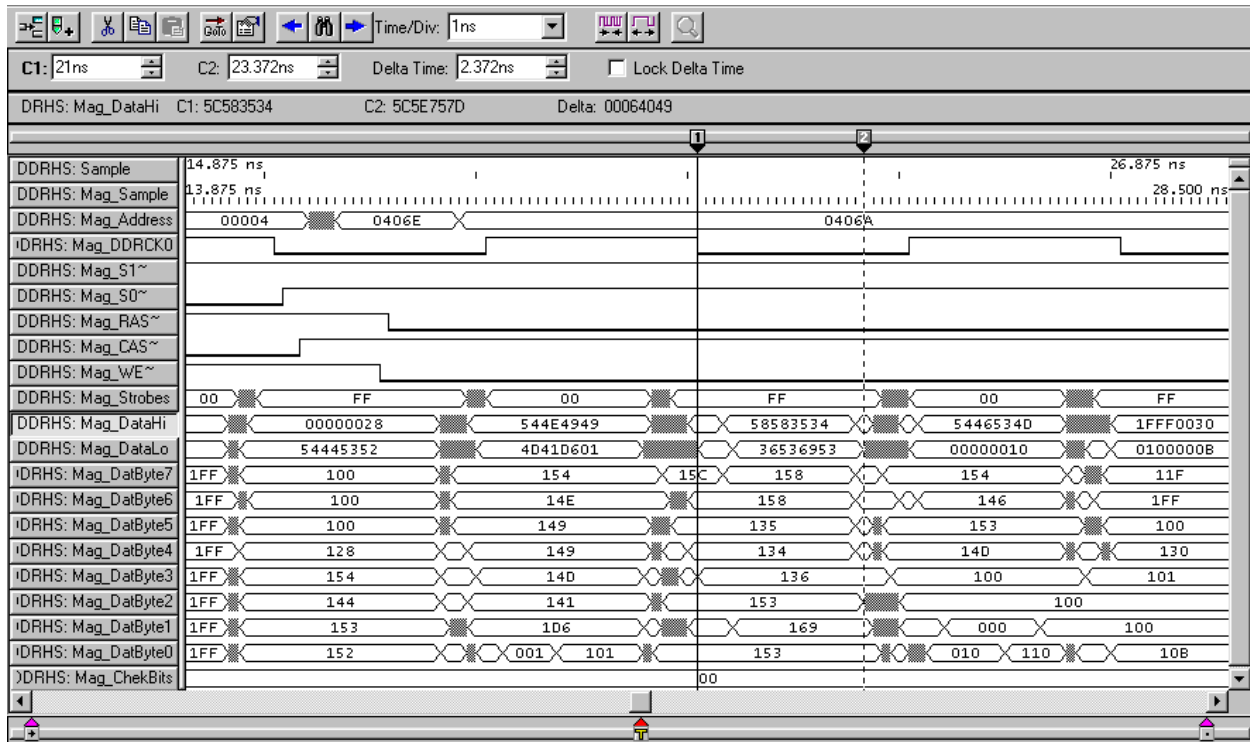 GoTo Time/Div: 1ns
C1: 21ns C2: 23.372ns Delta Time: 2.372ns Lock Delta Time
DRHS: Mag_DataHi C1: 5C583534 C2: 5C5E757D Delta: 00064049
1 2
DDRHS: Sample 14.875 ns 26.875 ns
DDRHS: Mag_Sample 13.875 ns 28.500 ns
DDRHS: Mag_Address 00004 0406E 0406A
DRHS: Mag_DDRCK0
DDRHS: Mag_S1~
DDRHS: Mag_S0~
DDRHS: Mag_RAS~
DDRHS: Mag_CAS~
DDRHS: Mag_WE~
DDRHS: Mag_Strobes 00 FF 00 FF 00 FF
DDRHS: Mag_DataHi 00000028 544E4949 58583534 5446534D 1FFF0030
DDRHS: Mag_DataLo 54445352 4D41D601 36536953 00000010 0100000B
DRHS: Mag_DatByte7 1FF 100 154 15C 158 154 11F
DRHS: Mag_DatByte6 1FF 100 14E 158 146 1FF
DRHS: Mag_DatByte5 1FF 100 149 135 153 100
DRHS: Mag_DatByte4 1FF 128 149 134 14D 130
DRHS: Mag_DatByte3 1FF 154 14D 136 100 101
DRHS: Mag_DatByte2 1FF 144 141 153 100
DRHS: Mag_DatByte1 1FF 153 1D6 169 000 100
DRHS: Mag_DatByte0 1FF 152 001 101 153 010 110 10B
DRHS: Mag_ChekBits 00
T